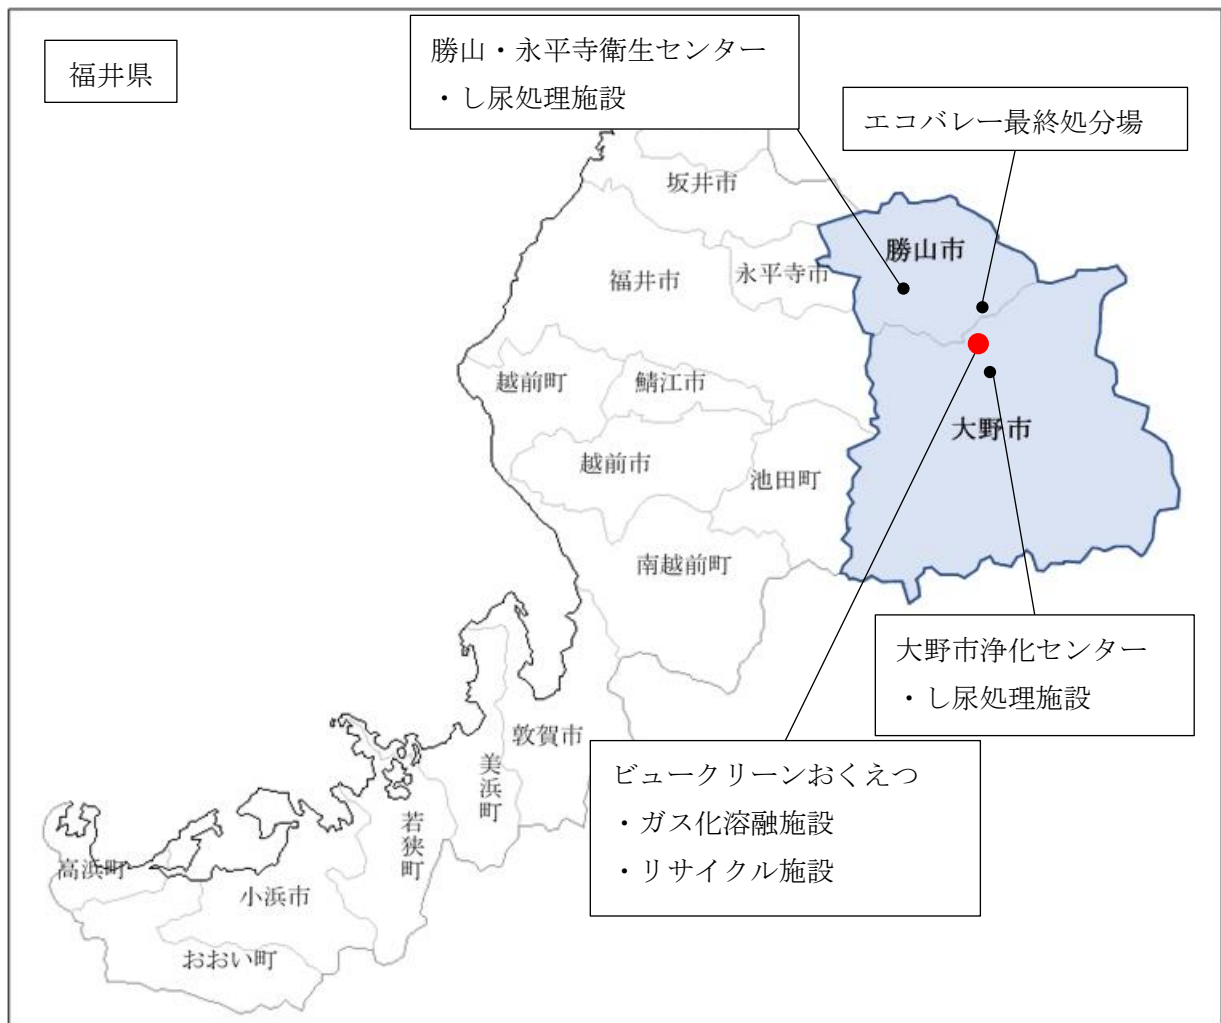 福井県
勝山・永平寺衛生センター
・し尿処理施設
エコバレー最終処分場
坂井市
勝山市
福井市
永平寺市
越前町
鯖江市
大野市
越前市
池田町
南越前町
大野市浄化センター
・し尿処理施設
敦賀市
美浜町
ビュークリーンおくえつ
・ガス化溶融施設
・リサイクル施設
若狭町
高浜町
小浜市
おおい町